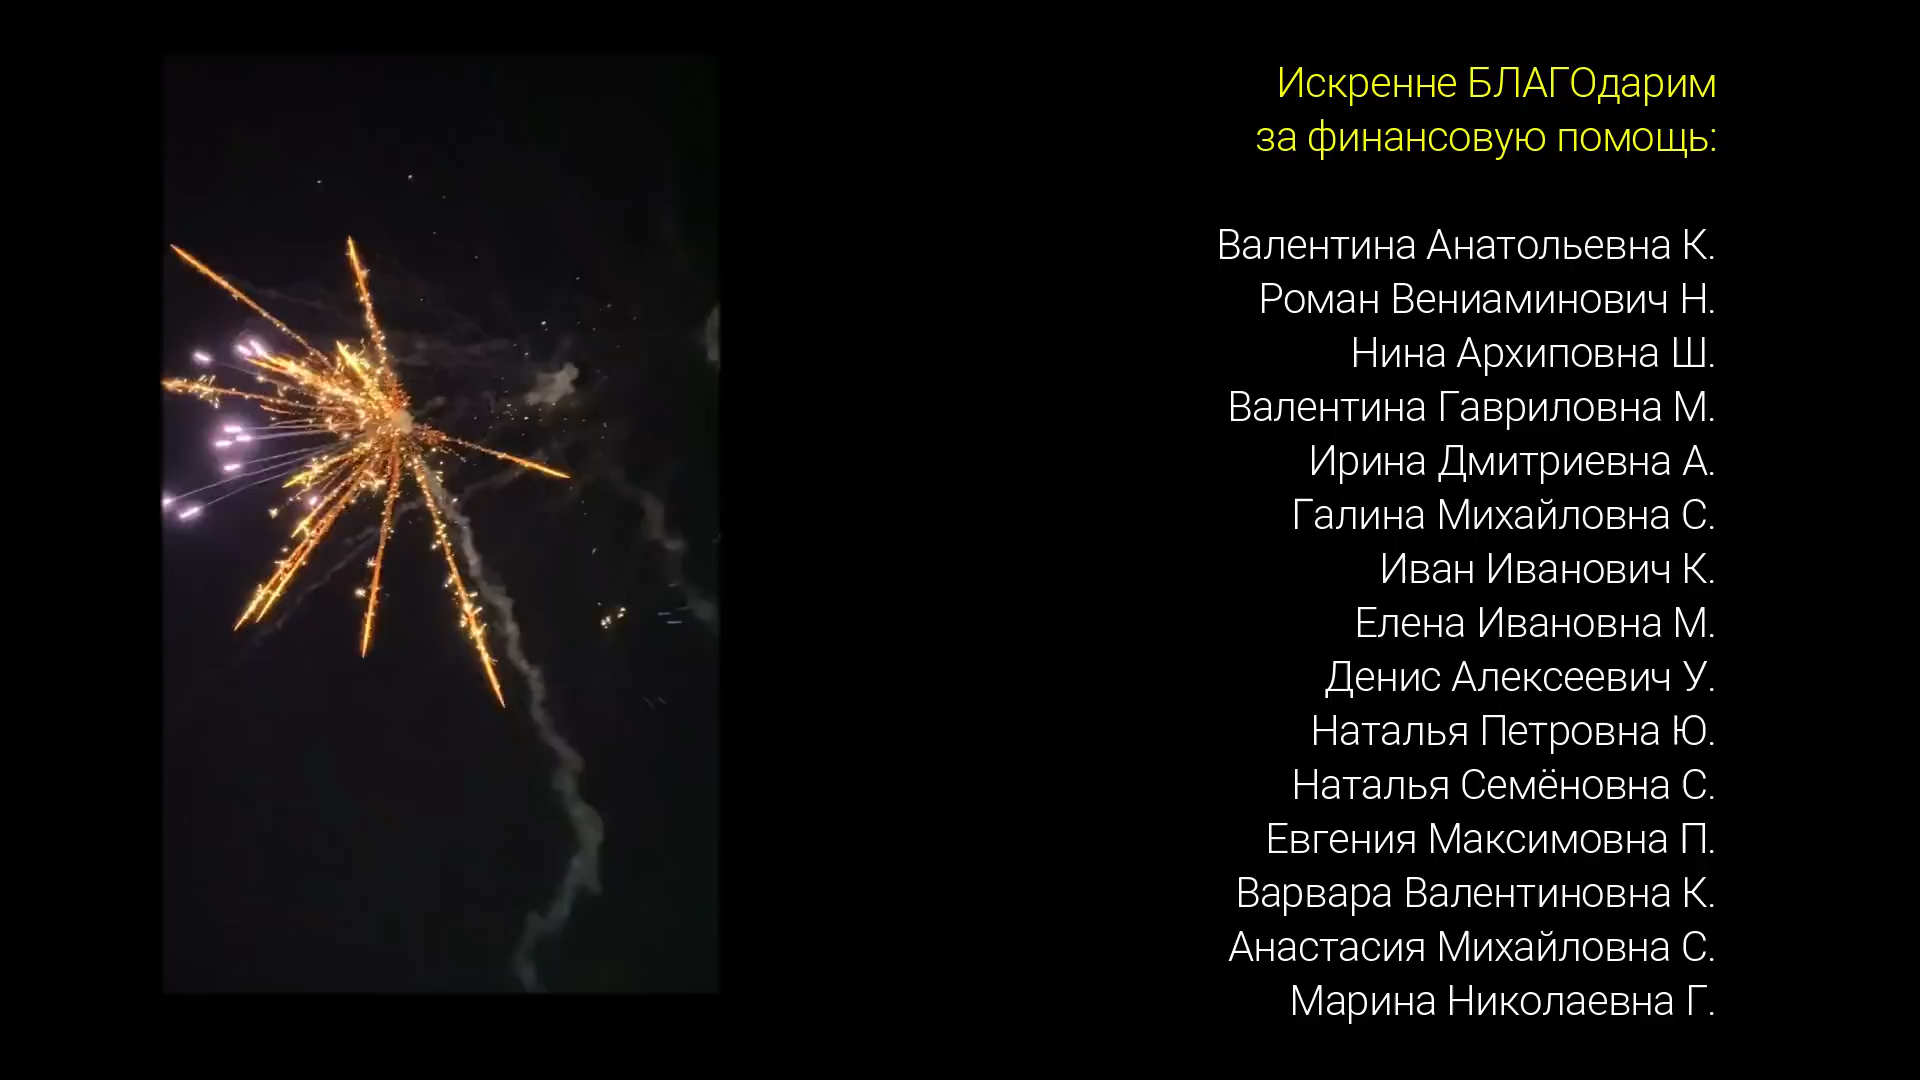 Искренне БЛАГОдарим
за финансовую помощь:
Валентина Анатольевна К.
Роман Вениаминович Н.
Нина Архиповна Ш.
Валентина Гавриловна М.
Ирина Дмитриевна А.
Галина Михайловна С.
Иван Иванович К.
Елена Ивановна М.
Денис Алексеевич У.
Наталья Петровна Ю.
Наталья Семёновна С.
Евгения Максимовна П.
Варвара Валентиновна К.
Анастасия Михайловна С.
Марина Николаевна Г.